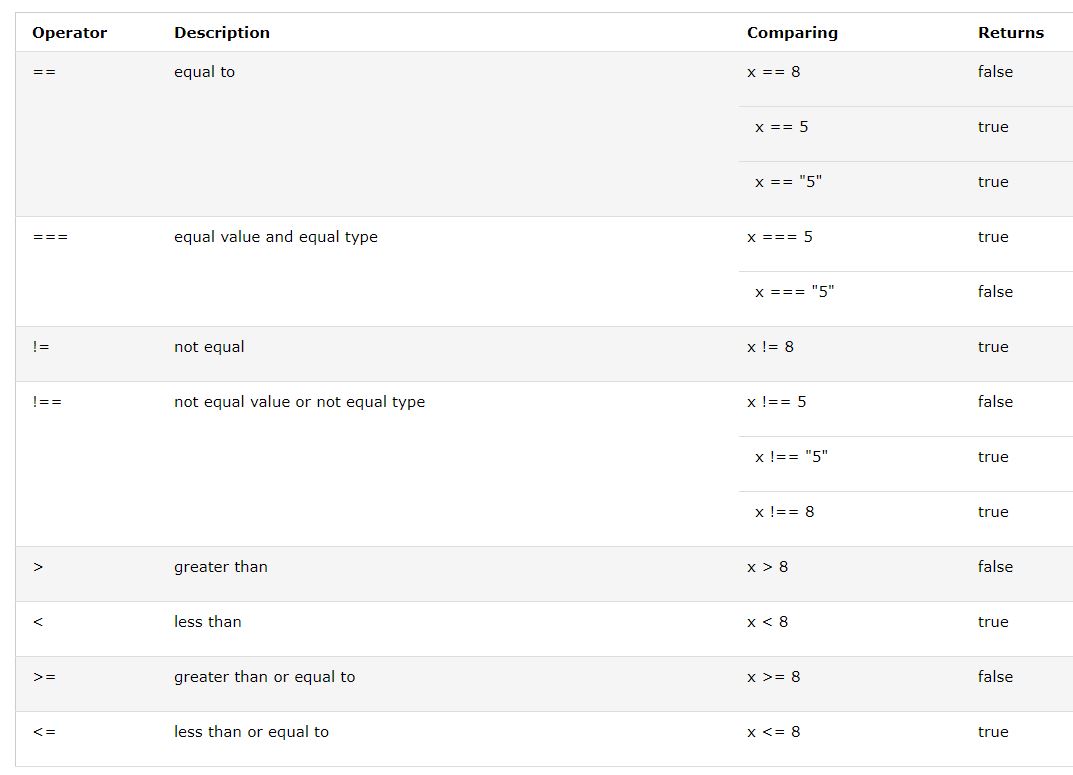 Operator Description Comparing Returns
== equal to x == 8 false
x == 5 true
x == "5" true
=== equal value and equal type x === 5 true
x === "5" false
!= not equal x != 8 true
!== not equal value or not equal type x !== 5 false
x !== "5" true
x !== 8 true
> greater than x > 8 false
< less than x < 8 true
>= greater than or equal to x >= 8 false
<= less than or equal to x <= 8 true